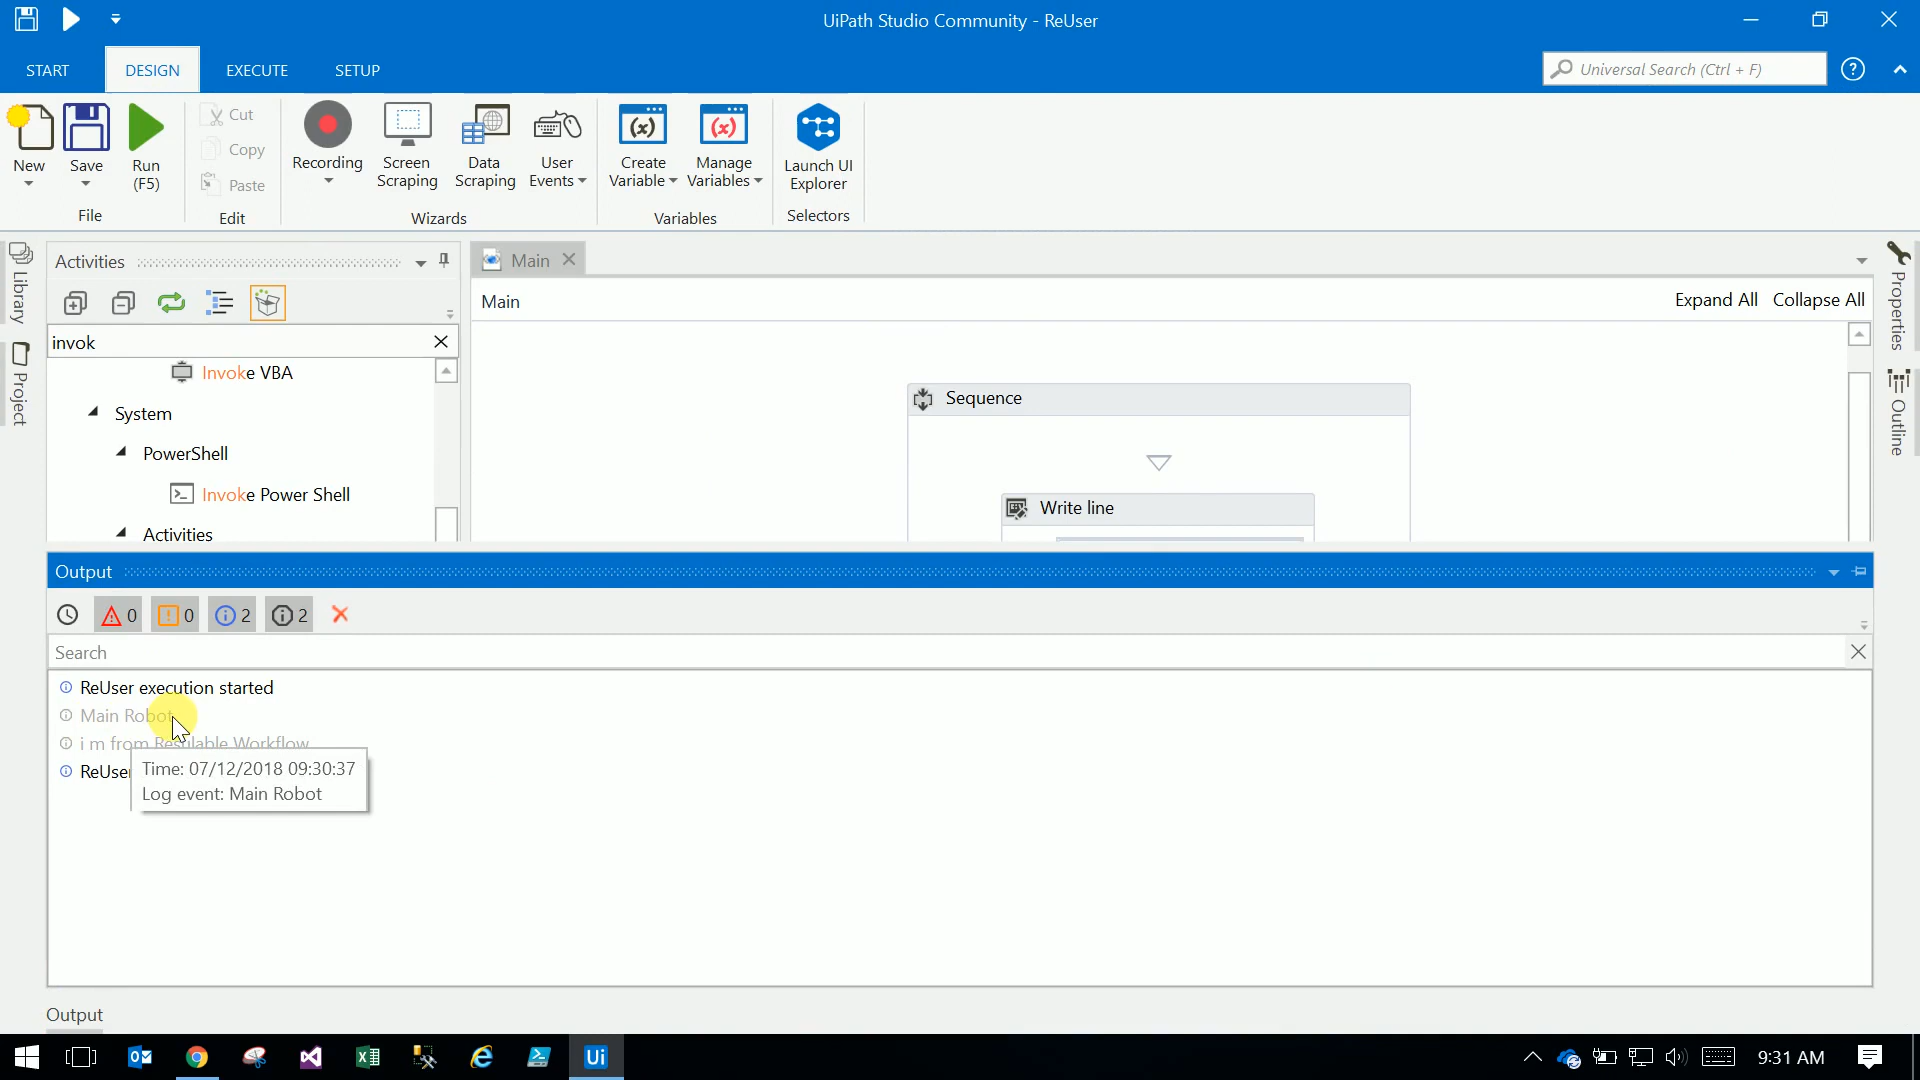 UiPath Studio Community - ReUser
START DESIGN EXECUTE SETUP
Universal Search (Ctrl + F)
?
New
Save
Run
(F5)
Cut
Copy
Paste
Recording
Screen
Scraping
Data
Scraping
User
Events
Create
Variable
Manage
Variables
Launch UI
Explorer
File
Edit
Wizards
Variables
Selectors
Library
Project
Activities
invok
Invoke VBA
System
PowerShell
Invoke Power Shell
Activities
Main
Main
Expand All Collapse All
Sequence
Write line
Properties
Outline
Output
0 0 2 2
Search
ReUser execution started
Main Robot
i m from Resulable Workflow
ReUser
Time: 07/12/2018 09:30:37
Log event: Main Robot
Output
Ui
9:31 AM